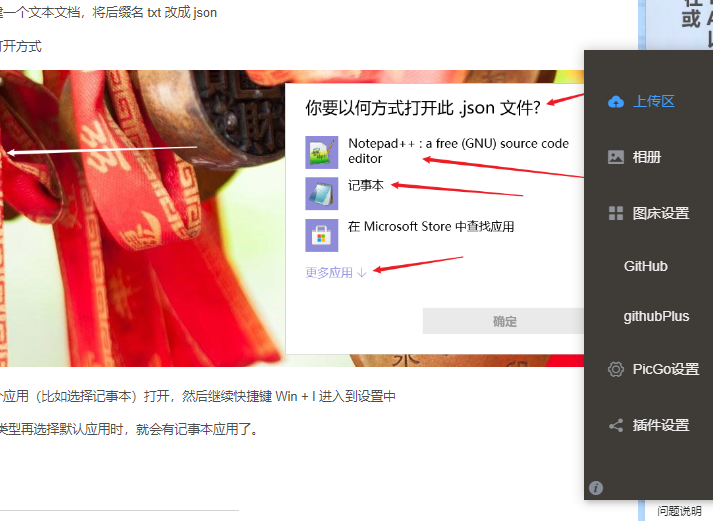 一个文本文档，将后缀名 txt 改成 json
打开方式
你要以何方式打开此 .json 文件?
Notepad++ : a free (GNU) source code
editor
记事本
在 Microsoft Store 中查找应用
更多应用 ↓
确定
个应用（比如选择记事本）打开，然后继续快捷键 Win + I 进入到设置中
类型再选择默认应用时，就会有记事本应用了。
上传区
相册
图床设置
GitHub
githubPlus
PicGo设置
插件设置
或
问题说明